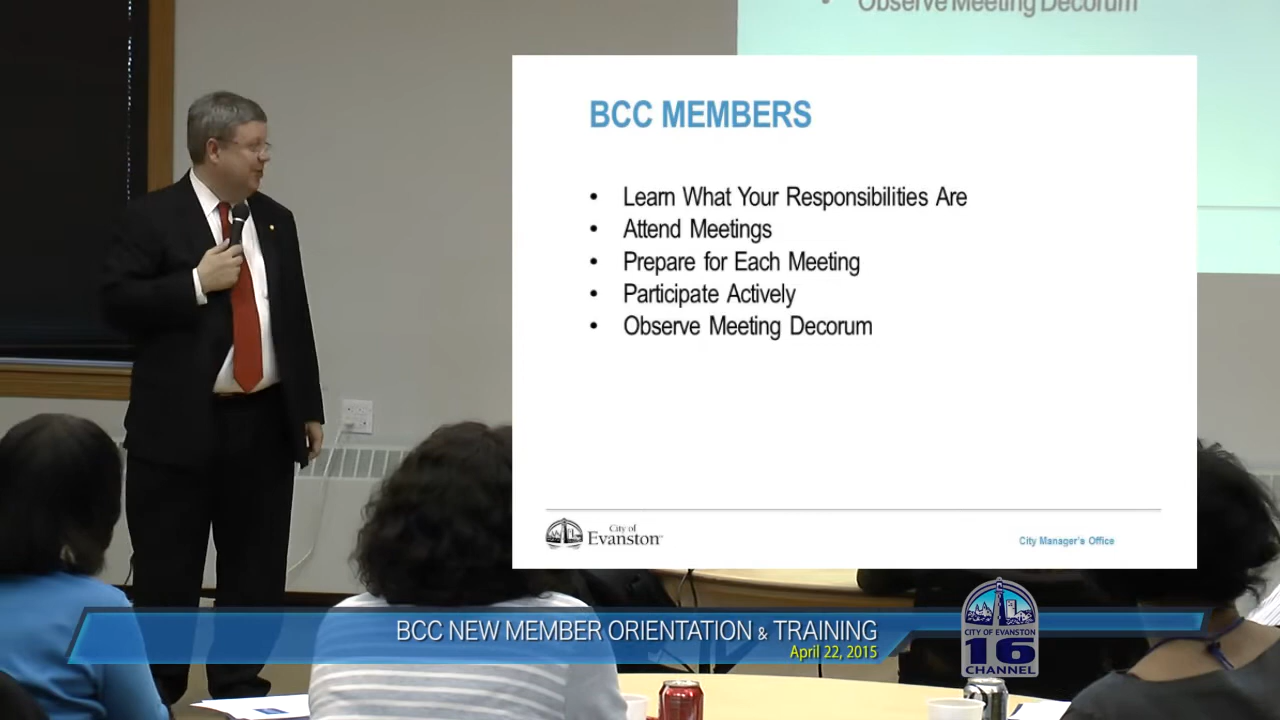 Observe Meeting Decorum
BCC MEMBERS
• Learn What Your Responsibilities Are
• Attend Meetings
• Prepare for Each Meeting
• Participate Actively
• Observe Meeting Decorum
City of
Evanston
City Manager's Office
BCC NEW MEMBER ORIENTATION & TRAINING
April 22, 2015
CITY OF EVANSTON
16
CHANNEL